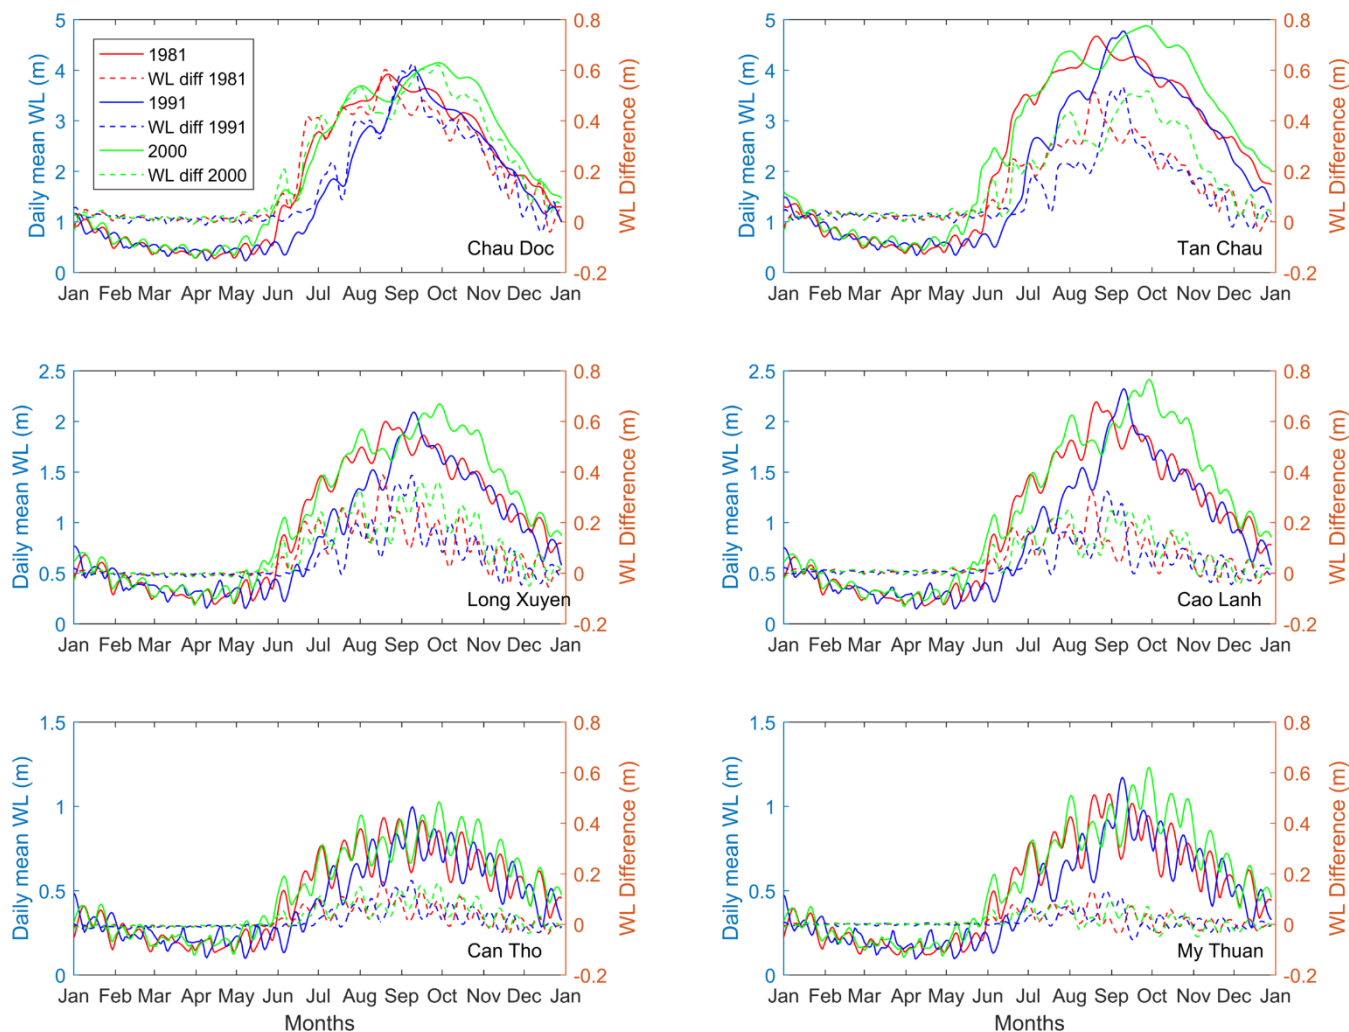 5
4
3
2
1
0
Daily mean WL (m)
1981
WL diff 1981
1991
WL diff 1991
2000
WL diff 2000
Chau Doc
0.8
0.6
0.4
0.2
0
-0.2
WL Difference (m)
Jan Feb Mar Apr May Jun Jul Aug Sep Oct Nov Dec Jan
5
4
3
2
1
0
Daily mean WL (m)
Tan Chau
0.8
0.6
0.4
0.2
0
-0.2
WL Difference (m)
Jan Feb Mar Apr May Jun Jul Aug Sep Oct Nov Dec Jan
2.5
2
1.5
1
0.5
0
Daily mean WL (m)
Long Xuyen
0.8
0.6
0.4
0.2
0
-0.2
WL Difference (m)
Jan Feb Mar Apr May Jun Jul Aug Sep Oct Nov Dec Jan
2.5
2
1.5
1
0.5
0
Daily mean WL (m)
Cao Lanh
0.8
0.6
0.4
0.2
0
-0.2
WL Difference (m)
Jan Feb Mar Apr May Jun Jul Aug Sep Oct Nov Dec Jan
1.5
1
0.5
0
Daily mean WL (m)
Can Tho
0.8
0.6
0.4
0.2
0
-0.2
WL Difference (m)
Jan Feb Mar Apr May Jun Jul Aug Sep Oct Nov Dec Jan
Months
1.5
1
0.5
0
Daily mean WL (m)
My Thuan
0.8
0.6
0.4
0.2
0
-0.2
WL Difference (m)
Jan Feb Mar Apr May Jun Jul Aug Sep Oct Nov Dec Jan
Months